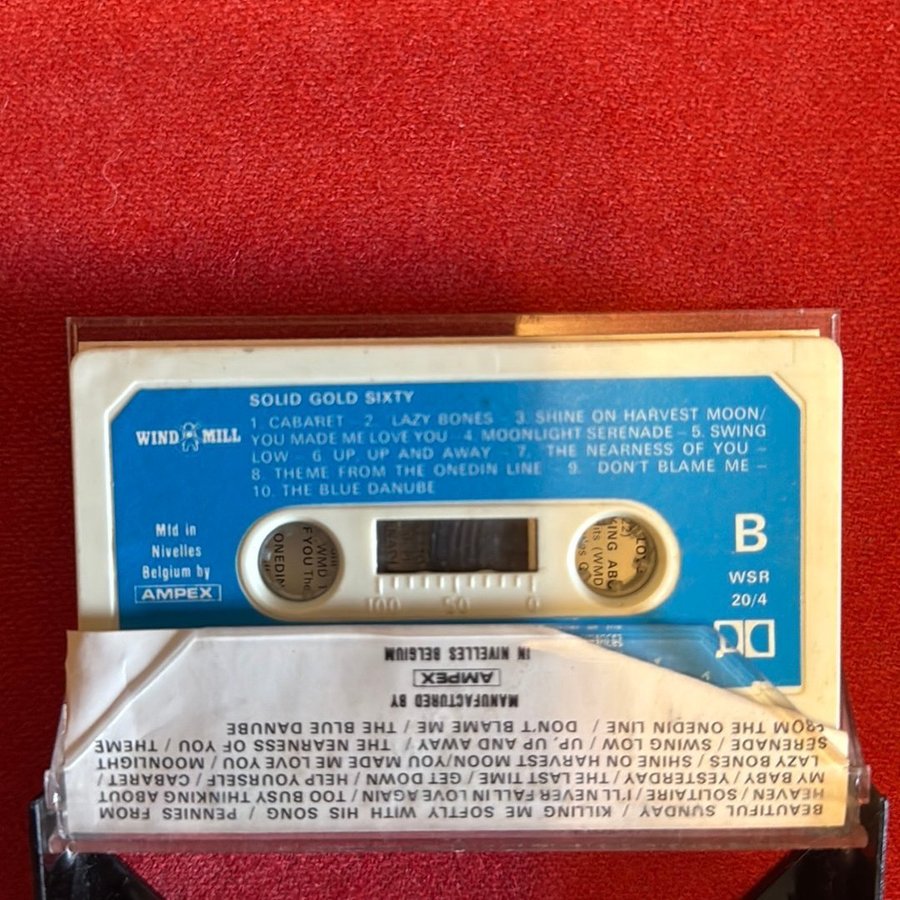 SOLID GOLD SIXTY
1. CABARET – 2. LAZY BONES – 3. SHINE ON HARVEST MOON/
YOU MADE ME LOVE YOU – 4. MOONLIGHT SERENADE – 5. SWING
LOW – 6. UP, UP AND AWAY – 7. THE NEARNESS OF YOU –
8. THEME FROM THE ONEDIN LINE – 9. DON'T BLAME ME –
10. THE BLUE DANUBE
WIND MILL
Mfd in
Nivelles
Belgium by
AMPEX
B
WSR
20/4
WMD
F YOU The
ONEDIN
ING
(WMD
100 50 0
BEAUTIFUL SUNDAY / KILLING ME SOFTLY WITH HIS SONG / PENNIES FROM
HEAVEN / SOLITAIRE / I'LL NEVER FALL IN LOVE AGAIN / TOO BUSY THINKING ABOUT
MY BABY / YESTERDAY / THE LAST TIME / GET DOWN / HELP YOURSELF / CABARET /
LAZY BONES / SHINE ON HARVEST MOON/YOU MADE ME LOVE YOU / MOONLIGHT
SERENADE / SWING LOW / UP, UP AND AWAY / THE NEARNESS OF YOU / THEME
FROM THE ONEDIN LINE / DON'T BLAME ME / THE BLUE DANUBE
MANUFACTURED BY
AMPEX
IN NIVELLES BELGIUM